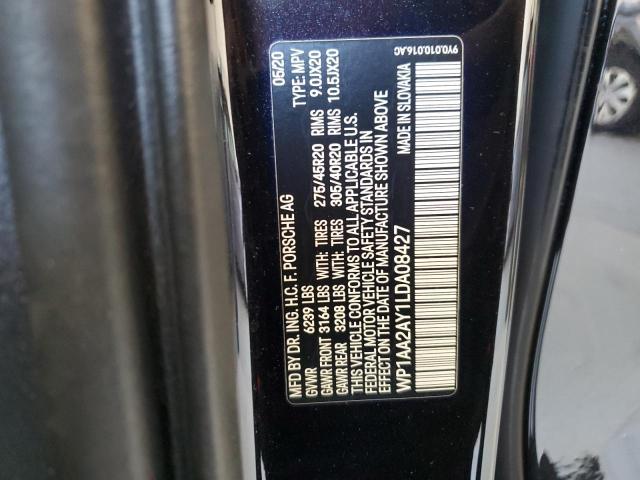 MFD BY DR. ING. H.C. F. PORSCHE AG 05/20
GVWR 6239 LBS TYPE: MPV
GAWR FRONT 3164 LBS WITH: TIRES 275/45R20 RIMS 9.0JX20
GAWR REAR 3208 LBS WITH: TIRES 305/40R20 RIMS 10.5JX20
THIS VEHICLE CONFORMS TO ALL APPLICABLE U.S.
FEDERAL MOTOR VEHICLE SAFETY STANDARDS IN
EFFECT ON THE DATE OF MANUFACTURE SHOWN ABOVE
WP1AA2AY1LDA08427 MADE IN SLOVAKIA
9Y0.010.016.AC